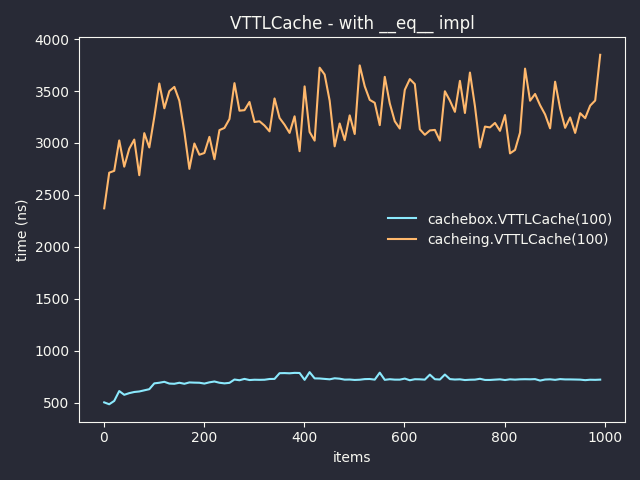 VTTLCache - with __eq__ impl
4000
3500
3000
2500
2000
1500
1000
500
time (ns)
cachebox.VTTLCache(100)
cacheing.VTTLCache(100)
0 200 400 600 800 1000
items